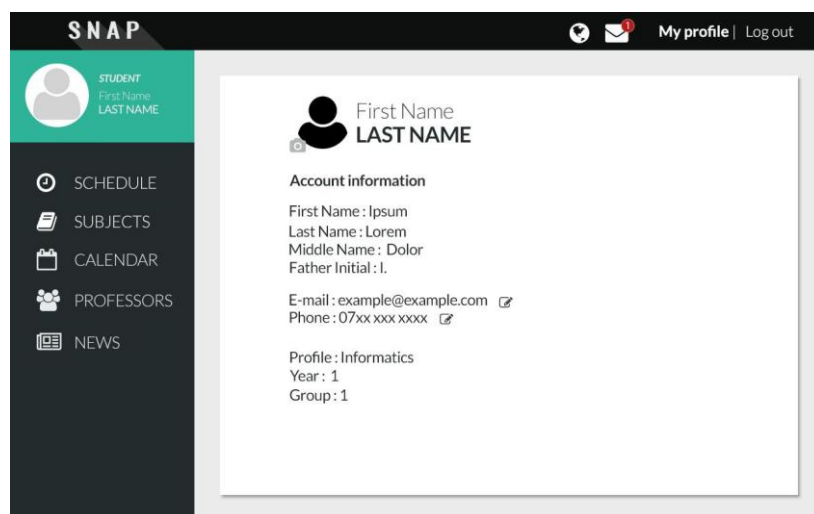 SNAP
1
My profile | Log out
STUDENT
First Name
LAST NAME
SCHEDULE
SUBJECTS
CALENDAR
PROFESSORS
NEWS
First Name
LAST NAME
Account information
First Name : Ipsum
Last Name : Lorem
Middle Name : Dolor
Father Initial : I.
E-mail : example@example.com
Phone : 07xx xxx xxxx
Profile : Informatics
Year : 1
Group : 1